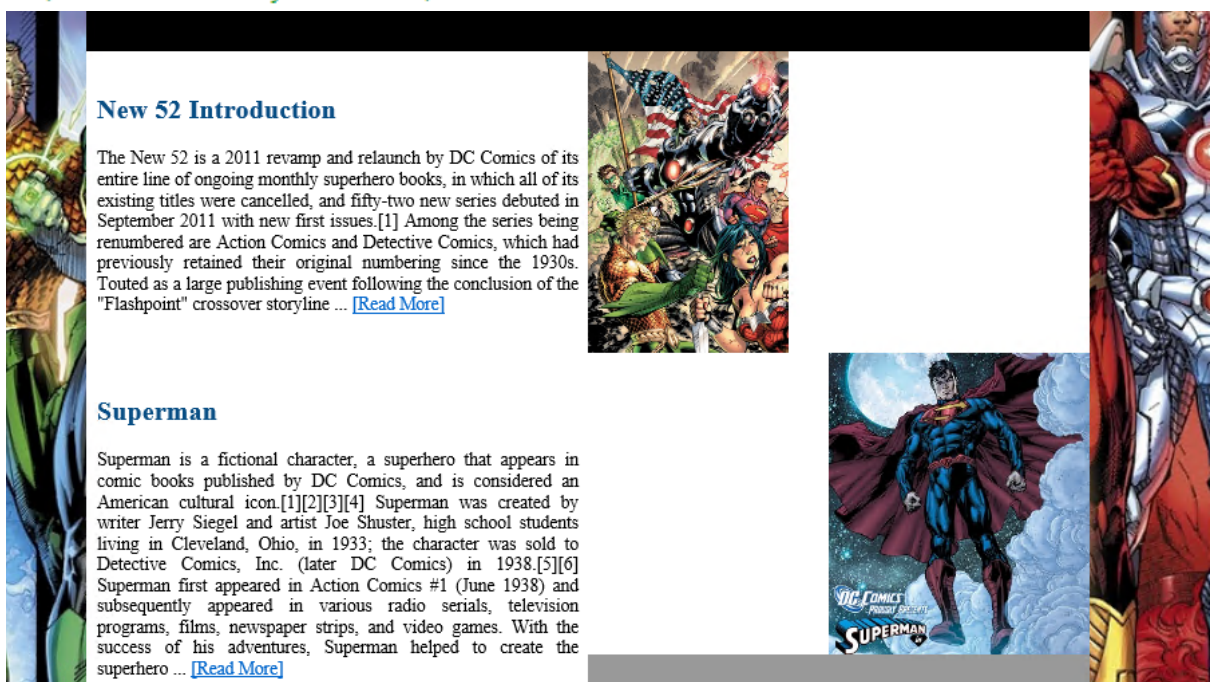 New 52 Introduction
The New 52 is a 2011 revamp and relaunch by DC Comics of its
entire line of ongoing monthly superhero books, in which all of its
existing titles were cancelled, and fifty-two new series debuted in
September 2011 with new first issues.[1] Among the series being
renumbered are Action Comics and Detective Comics, which had
previously retained their original numbering since the 1930s.
Touted as a large publishing event following the conclusion of the
"Flashpoint" crossover storyline ... [Read More]
Superman
Superman is a fictional character, a superhero that appears in
comic books published by DC Comics, and is considered an
American cultural icon.[1][2][3][4] Superman was created by
writer Jerry Siegel and artist Joe Shuster, high school students
living in Cleveland, Ohio, in 1933; the character was sold to
Detective Comics, Inc. (later DC Comics) in 1938.[5][6]
Superman first appeared in Action Comics #1 (June 1938) and
subsequently appeared in various radio serials, television
programs, films, newspaper strips, and video games. With the
success of his adventures, Superman helped to create the
superhero ... [Read More]
DC COMICS
PROUDLY PRESENTS
SUPERMAN